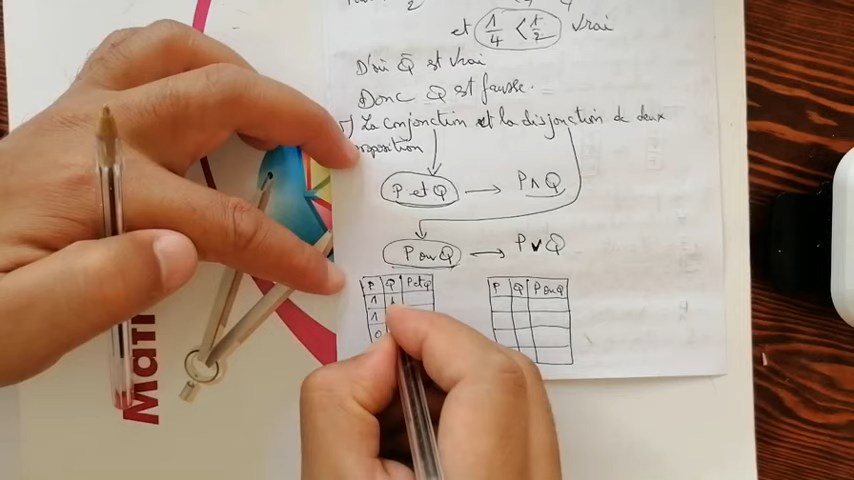 et 1/4 < 1/2 vrai
D'où Q̄ est vrai
Donc Q est fausse.
La conjonction et la disjonction de deux
proposition
P et Q → P∧Q
P ou Q → P∨Q
P Q P et Q
1
1
0
P Q P ou Q
Mar